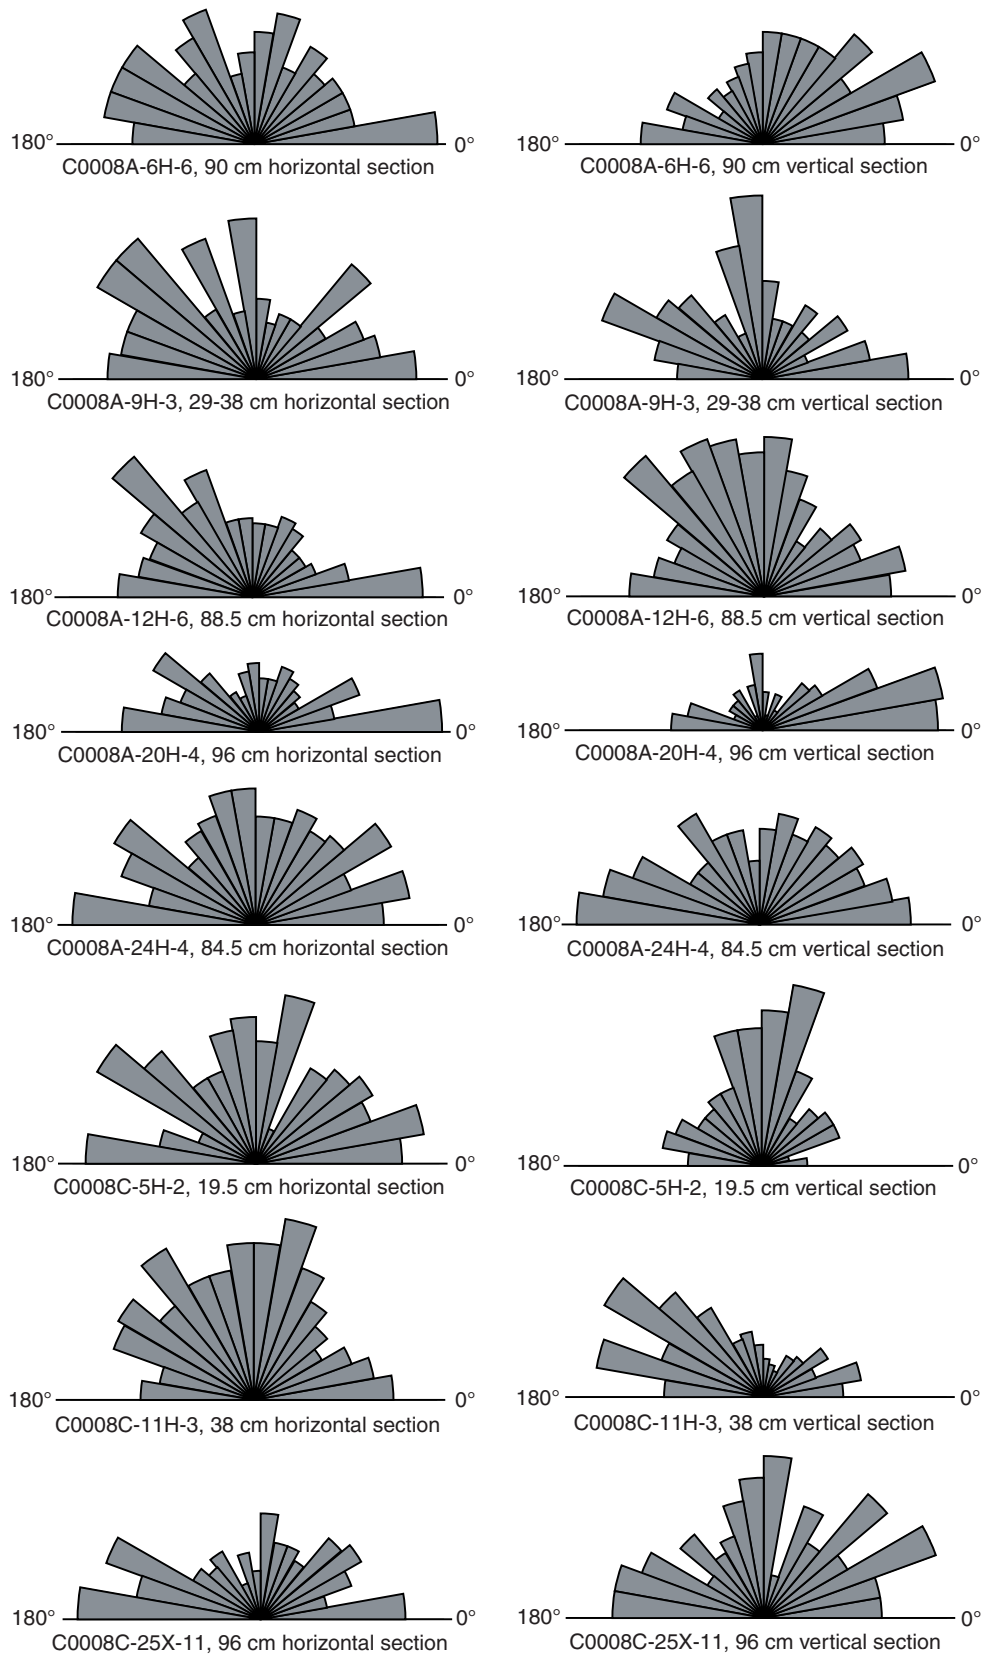 180° 0° 180° 0°
C0008A-6H-6, 90 cm horizontal section C0008A-6H-6, 90 cm vertical section
180° 0° 180° 0°
C0008A-9H-3, 29-38 cm horizontal section C0008A-9H-3, 29-38 cm vertical section
180° 0° 180° 0°
C0008A-12H-6, 88.5 cm horizontal section C0008A-12H-6, 88.5 cm vertical section
180° 0° 180° 0°
C0008A-20H-4, 96 cm horizontal section C0008A-20H-4, 96 cm vertical section
180° 0° 180° 0°
C0008A-24H-4, 84.5 cm horizontal section C0008A-24H-4, 84.5 cm vertical section
180° 0° 180° 0°
C0008C-5H-2, 19.5 cm horizontal section C0008C-5H-2, 19.5 cm vertical section
180° 0° 180° 0°
C0008C-11H-3, 38 cm horizontal section C0008C-11H-3, 38 cm vertical section
180° 0° 180° 0°
C0008C-25X-11, 96 cm horizontal section C0008C-25X-11, 96 cm vertical section